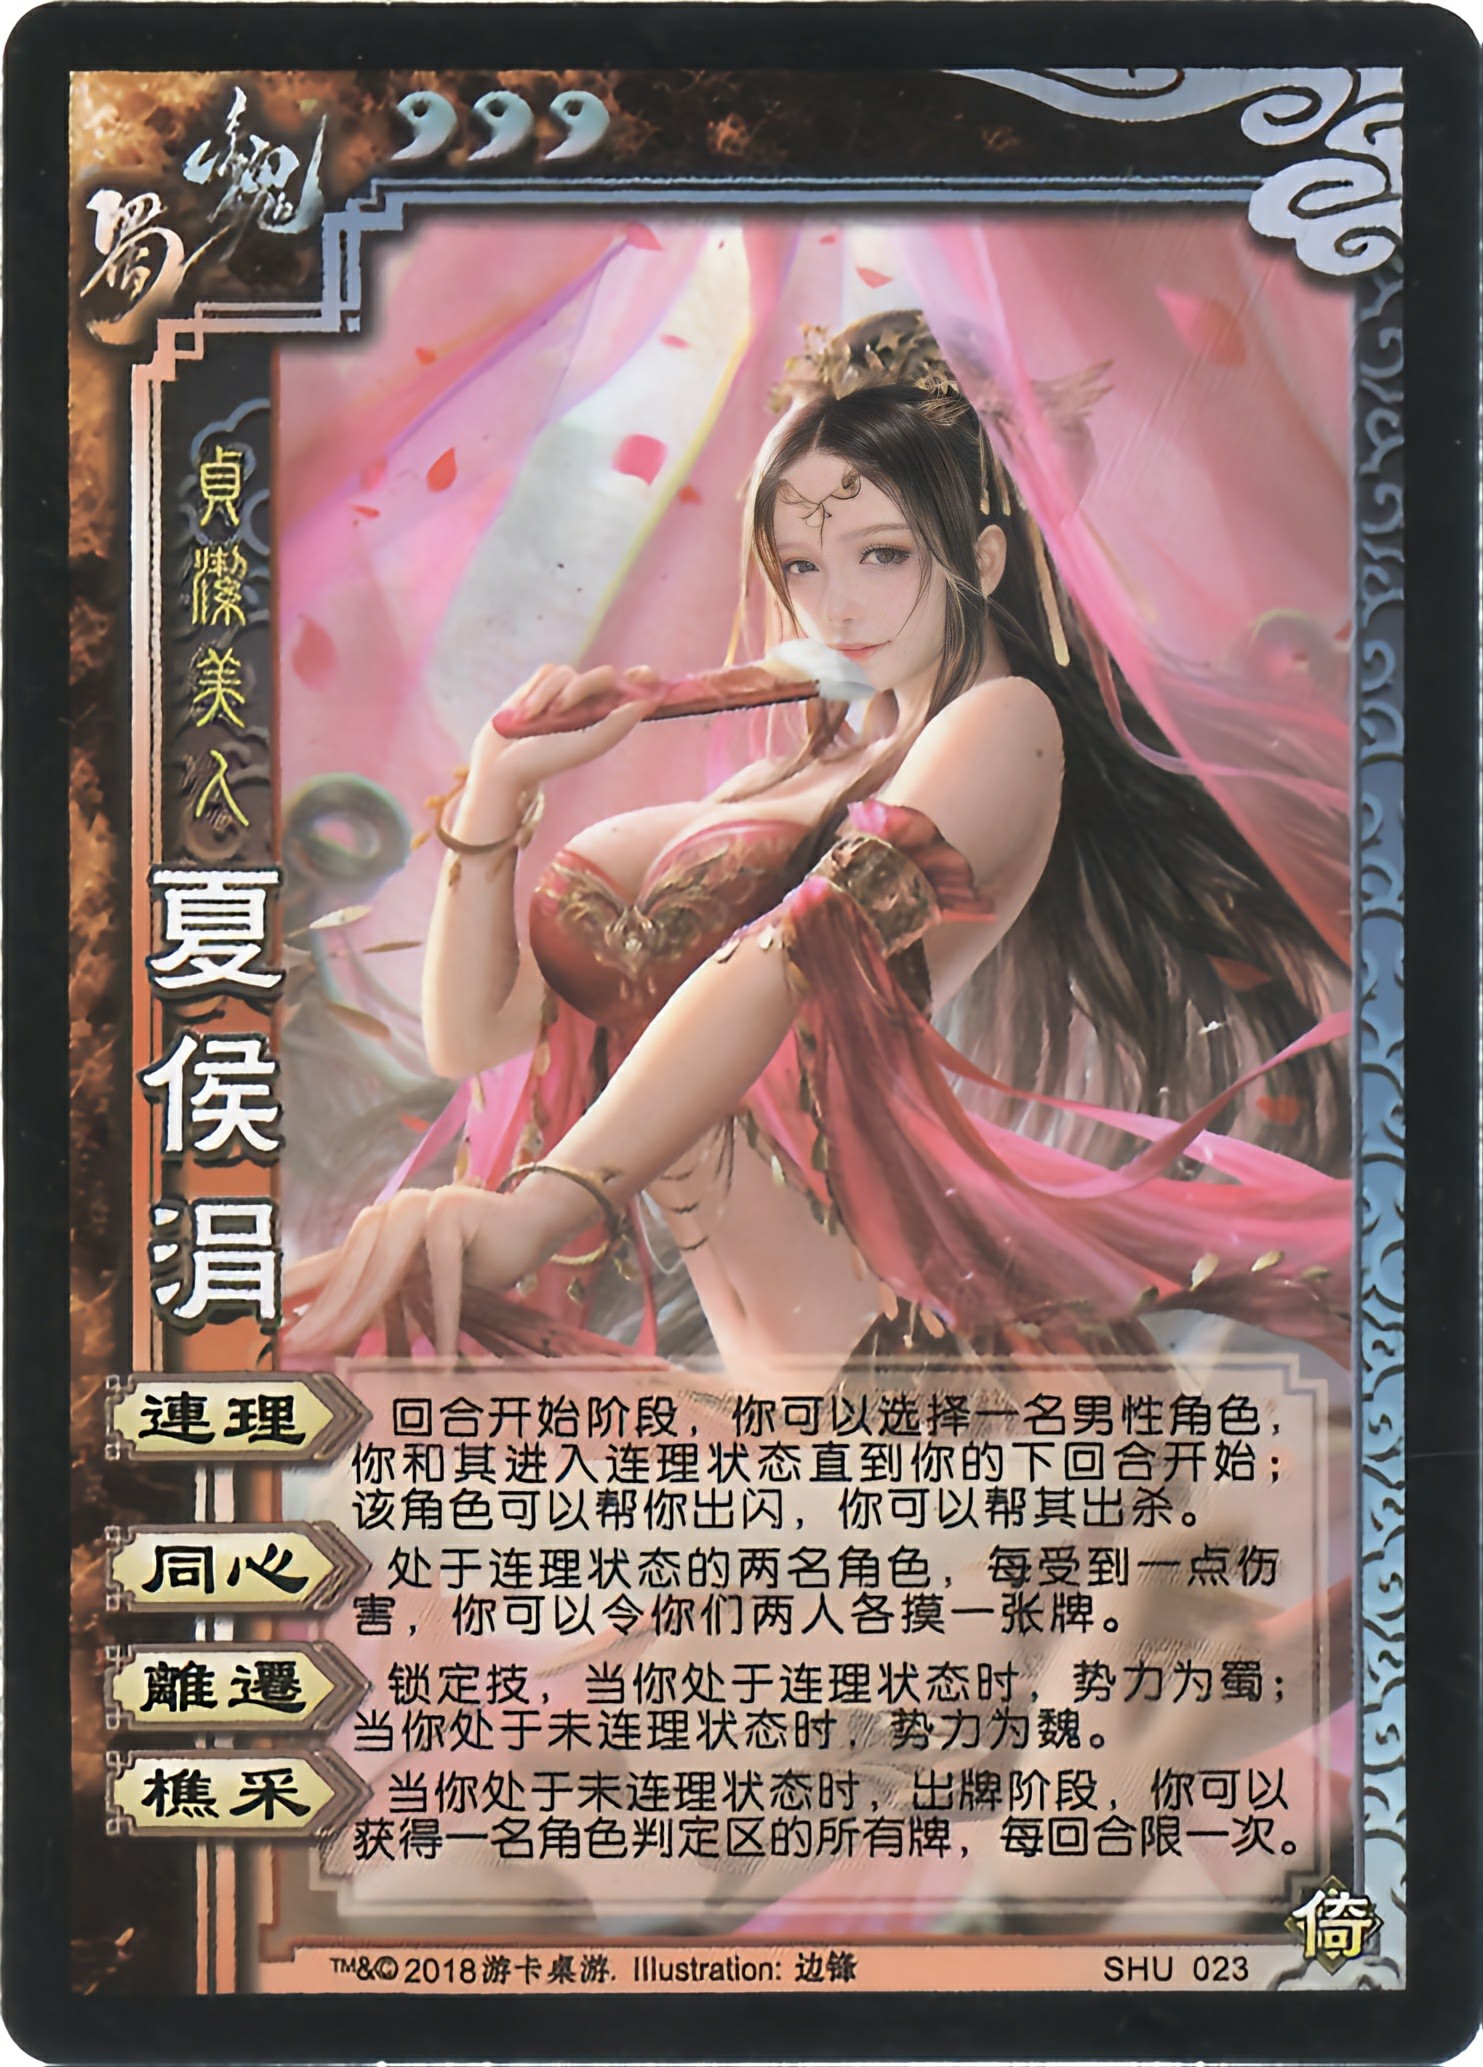 魏
蜀
貞潔美人
夏侯涓
連理
回合开始阶段，你可以选择一名男性角色，
你和其进入连理状态直到你的下回合开始；
该角色可以帮你出闪，你可以帮其出杀。
同心
处于连理状态的两名角色，每受到一点伤
害，你可以令你们两人各摸一张牌。
離遷
锁定技，当你处于连理状态时，势力为蜀；
当你处于未连理状态时，势力为魏。
樵采
当你处于未连理状态时，出牌阶段，你可以
获得一名角色判定区的所有牌，每回合限一次。
倚
™&©2018游卡桌游. Illustration: 边锋 SHU 023